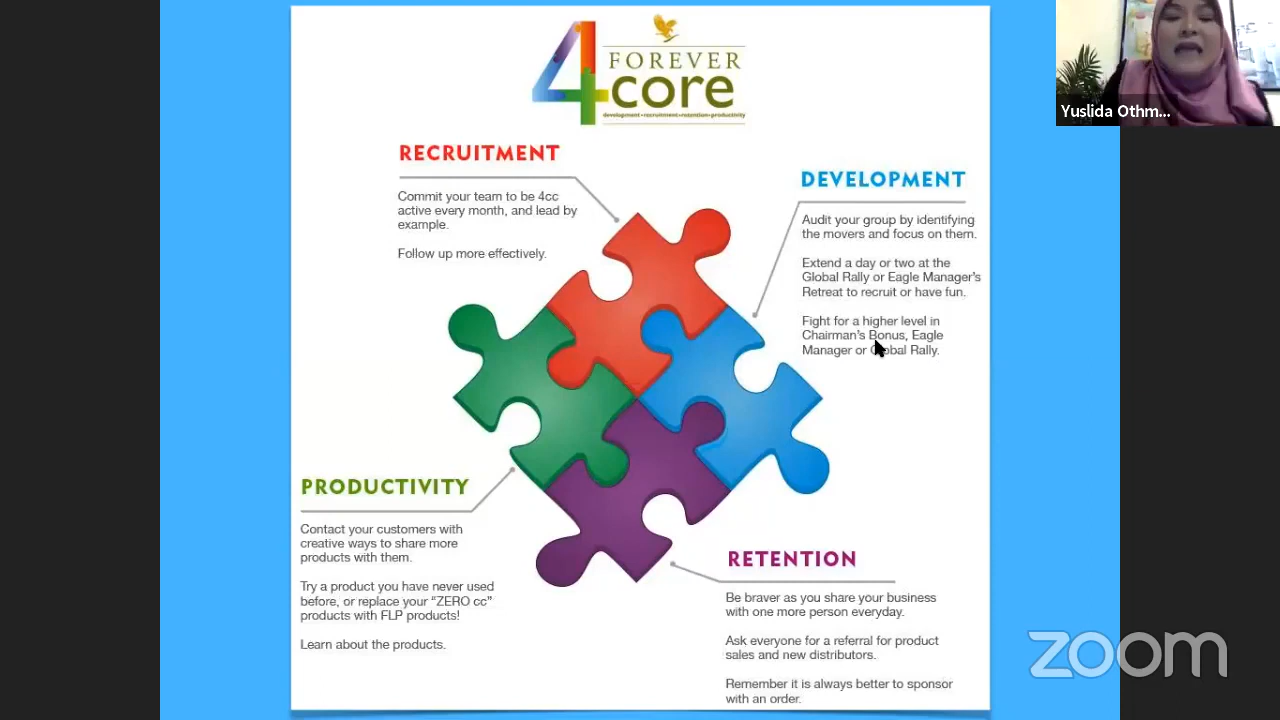 4 FOREVER
core
development•recruitment•retention•productivity
Yuslida Othm...
RECRUITMENT
Commit your team to be 4cc
active every month, and lead by
example.
Follow up more effectively.
DEVELOPMENT
Audit your group by identifying
the movers and focus on them.
Extend a day or two at the
Global Rally or Eagle Manager's
Retreat to recruit or have fun.
Fight for a higher level in
Chairman's Bonus, Eagle
Manager or Global Rally.
PRODUCTIVITY
Contact your customers with
creative ways to share more
products with them.
Try a product you have never used
before, or replace your “ZERO cc”
products with FLP products!
Learn about the products.
RETENTION
Be braver as you share your business
with one more person everyday.
Ask everyone for a referral for product
sales and new distributors.
Remember it is always better to sponsor
with an order.
zoom